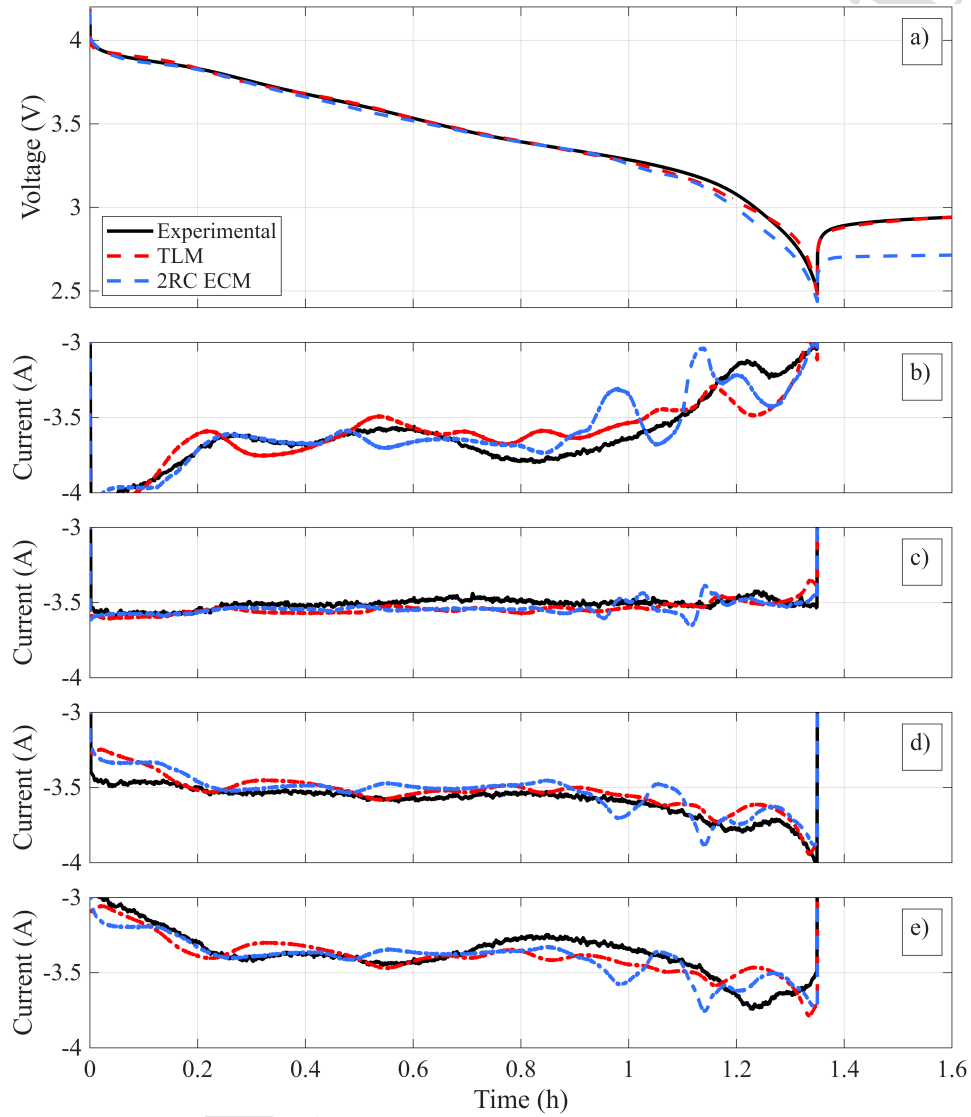 a)
4
3.5
3
2.5
Voltage (V)
Experimental
TLM
2RC ECM
b)
-3
-3.5
-4
Current (A)
c)
-3
-3.5
-4
Current (A)
d)
-3
-3.5
-4
Current (A)
e)
-3
-3.5
-4
Current (A)
0 0.2 0.4 0.6 0.8 1 1.2 1.4 1.6
Time (h)